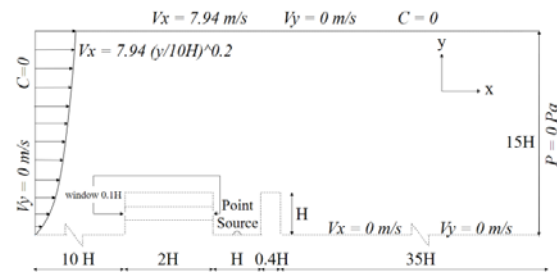 Vx = 7.94 m/s Vy = 0 m/s C = 0
Vx = 7.94 (y/10H)^0.2
C=0
Vy = 0 m/s
y
x
15H
P = 0 Pa
window 0.1H
Point
Source
H
Vx = 0 m/s Vy = 0 m/s
10 H 2H H 0.4H 35H